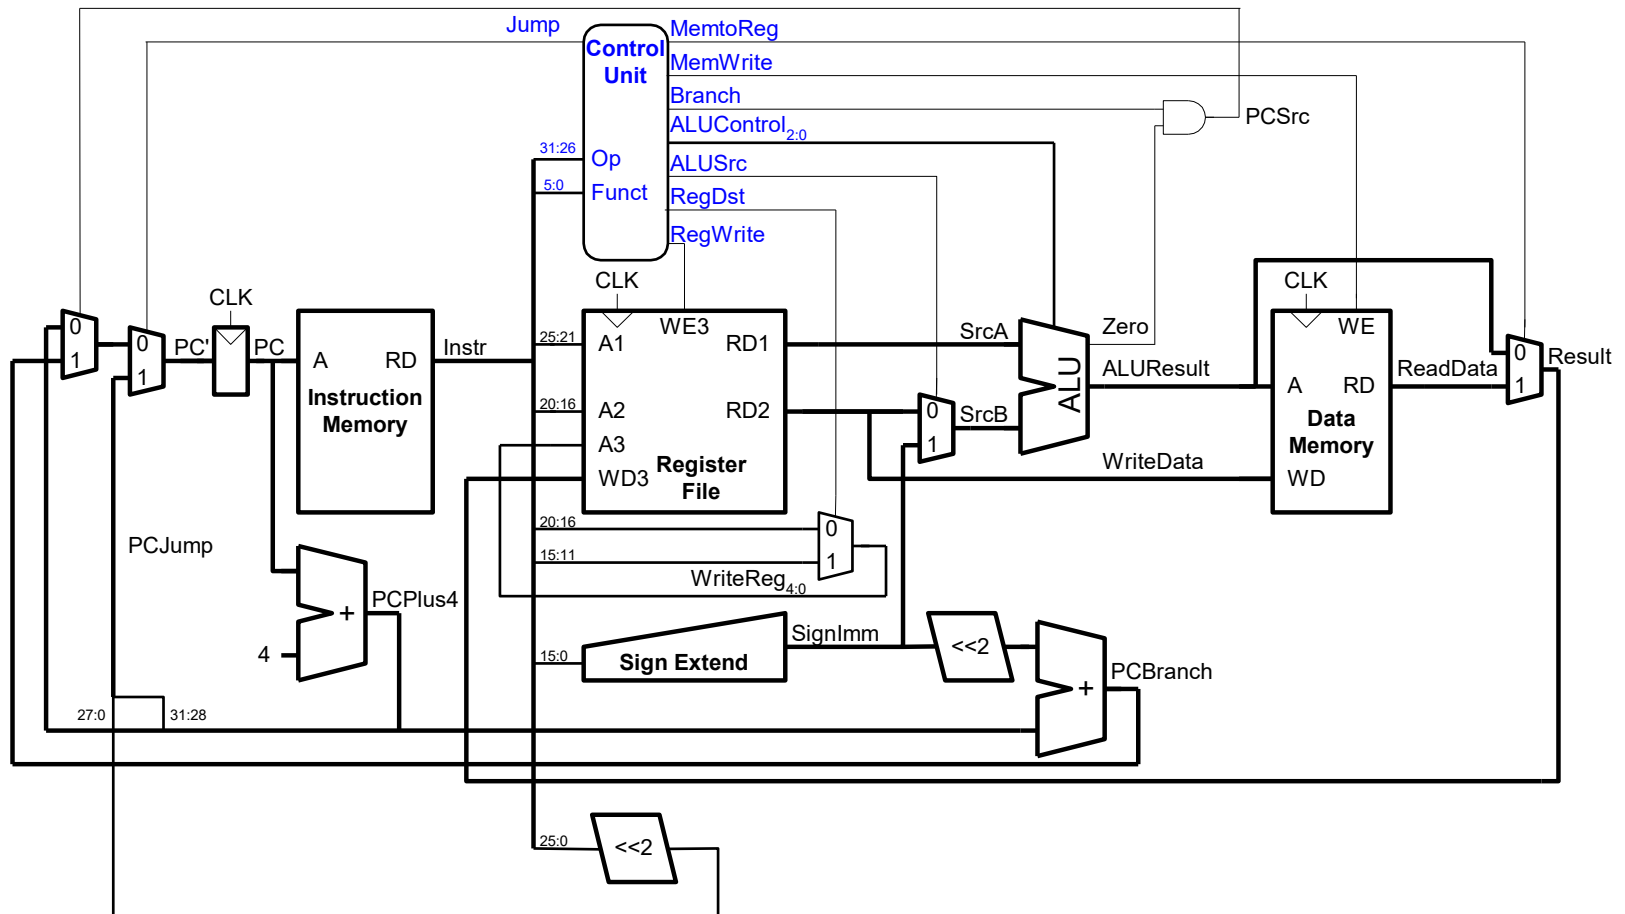 Jump
MemtoReg
Control
Unit
MemWrite
Branch
PCSrc
ALUControl2:0
31:26
Op
ALUSrc
5:0
Funct
RegDst
RegWrite
CLK
CLK
CLK
0
1
0
1
PC'
PC
A
RD
Instruction
Memory
Instr
25:21
A1
WE3
RD1
20:16
A2
RD2
A3
WD3
Register
File
SrcA
0
1
SrcB
ALU
Zero
ALUResult
WriteData
WE
A
RD
Data
Memory
WD
ReadData
0
1
Result
20:16
0
15:11
1
WriteReg4:0
PCJump
+
PCPlus4
4
SignImm
15:0
Sign Extend
<<2
+
PCBranch
27:0
31:28
25:0
<<2